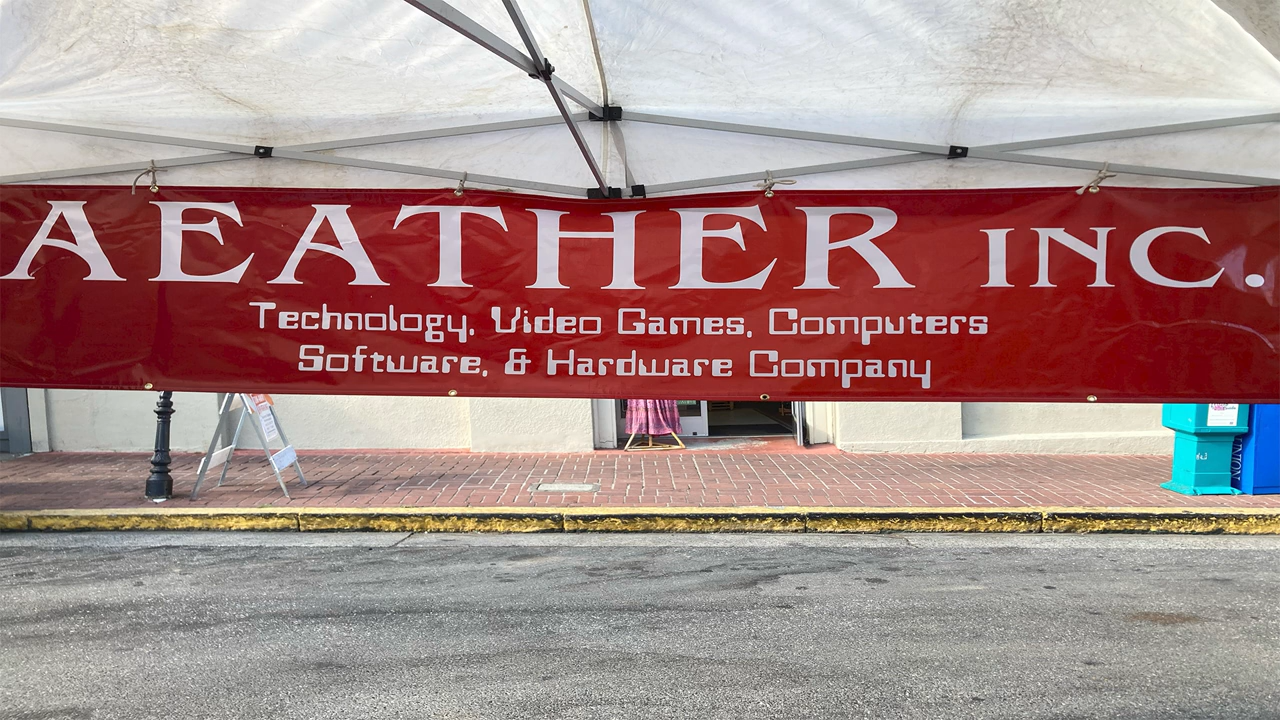 AEATHER INC.
Technology, Video Games, Computers
Software, & Hardware Company